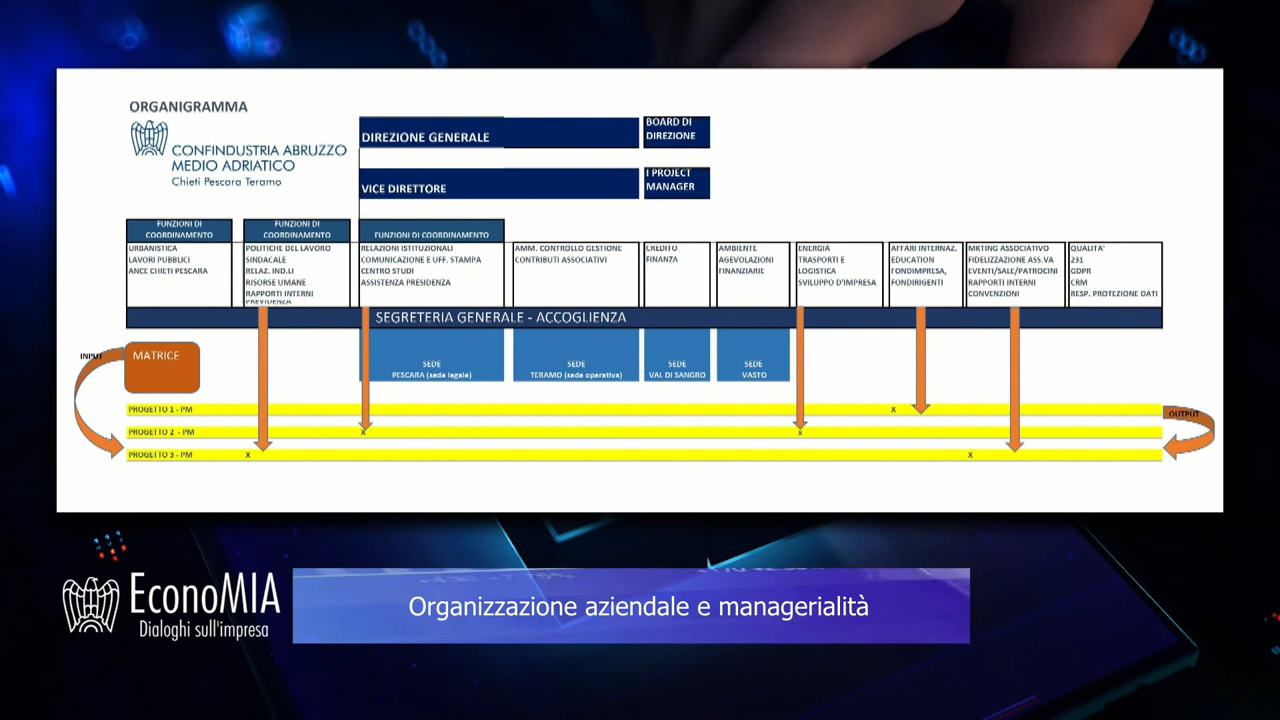 ORGANIGRAMMA
CONFINDUSTRIA ABRUZZO
MEDIO ADRIATICO
Chieti Pescara Teramo
DIREZIONE GENERALE
BOARD DI
DIREZIONE
VICE DIRETTORE
I PROJECT
MANAGER
FUNZIONI DI
COORDINAMENTO
FUNZIONI DI
COORDINAMENTO
FUNZIONI DI COORDINAMENTO
URBANISTICA
LAVORI PUBBLICI
ANCE CHIETI PESCARA
POLITICHE DEL LAVORO
SINDACALE
RELAZ. IND.LI
RISORSE UMANE
RAPPORTI INTERNI
PREVIDENZA
RELAZIONI ISTITUZIONALI
COMUNICAZIONE E UFF. STAMPA
CENTRO STUDI
ASSISTENZA PRESIDENZA
AMM. CONTROLLO GESTIONE
CONTRIBUTI ASSOCIATIVI
CREDITO
FINANZA
AMBIENTE
AGEVOLAZIONI
FINANZIARIE
ENERGIA
TRASPORTI E
LOGISTICA
SVILUPPO D'IMPRESA
AFFARI INTERNAZ.
EDUCATION
FONDIMPRESA,
FONDIRIGENTI
MKTING ASSOCIATIVO
FIDELIZZAZIONE ASS.VA
EVENTI/SALE/PATROCINI
RAPPORTI INTERNI
CONVENZIONI
QUALITA'
231
GDPR
CRM
RESP. PROTEZIONE DATI
SEGRETERIA GENERALE - ACCOGLIENZA
INPUT
MATRICE
SEDE
PESCARA (sede legale)
SEDE
TERAMO (sede operativa)
SEDE
VAL DI SANGRO
SEDE
VASTO
PROGETTO 1 - PM
X
OUTPUT
PROGETTO 2 - PM
X
X
PROGETTO 3 - PM
X
X
EconoMIA
Dialoghi sull'impresa
Organizzazione aziendale e managerialità